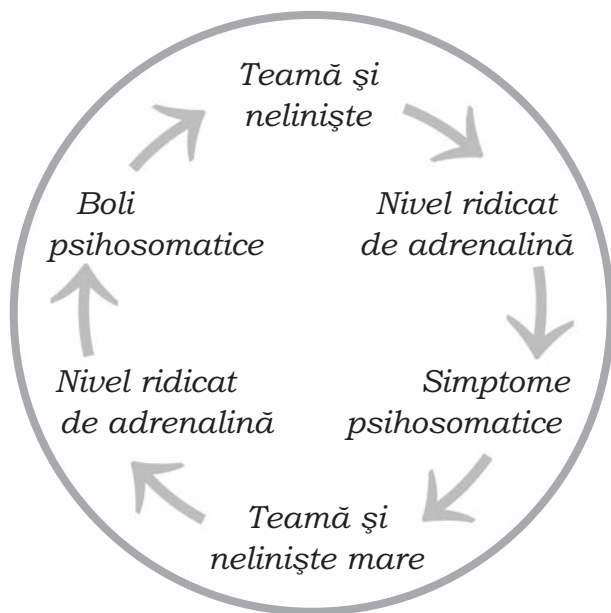 Teamă şi
nelinişte
Nivel ridicat
de adrenalină
Simptome
psihosomatice
Teamă şi
nelinişte mare
Nivel ridicat
de adrenalină
Boli
psihosomatice